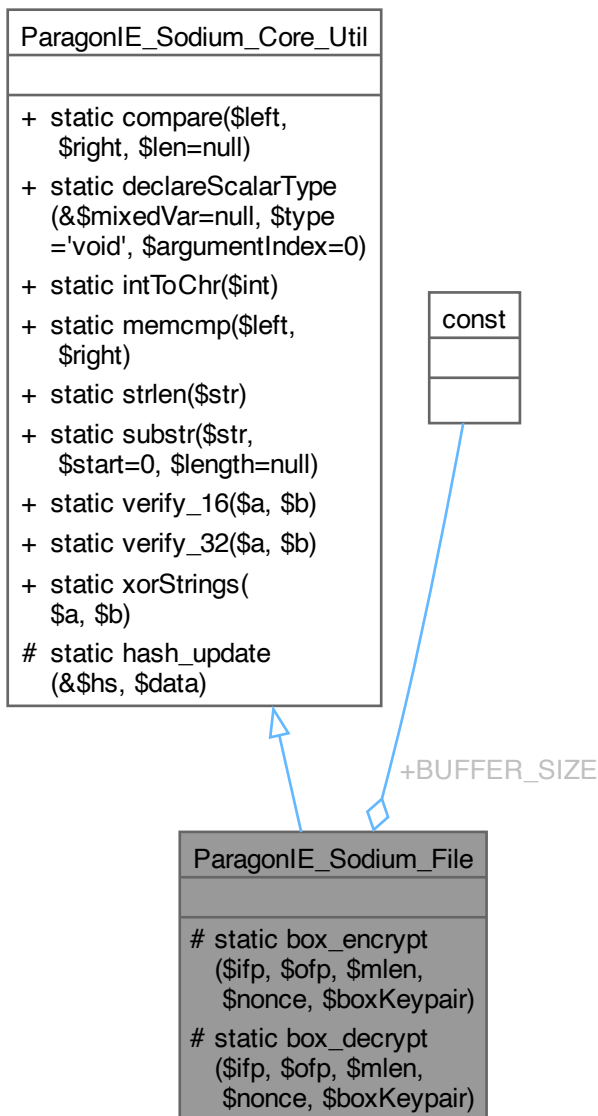 ParagonIE_Sodium_Core_Util
+ static compare($left,
$right, $len=null)
+ static declareScalarType
(&$mixedVar=null, $type
='void', $argumentIndex=0)
+ static intToChr($int)
+ static memcmp($left,
$right)
+ static strlen($str)
+ static substr($str,
$start=0, $length=null)
+ static verify_16($a, $b)
+ static verify_32($a, $b)
+ static xorStrings(
$a, $b)
# static hash_update
(&$hs, $data)
const
+BUFFER_SIZE
ParagonIE_Sodium_File
# static box_encrypt
($ifp, $ofp, $mlen,
$nonce, $boxKeypair)
# static box_decrypt
($ifp, $ofp, $mlen,
$nonce, $boxKeypair)